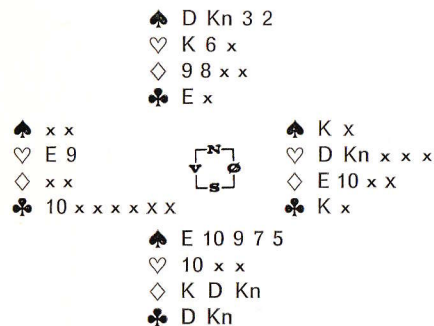 ♠ D Kn 3 2
♡ K 6 x
♢ 9 8 x x
♣ E x
♠ x x
♡ E 9
♢ x x
♣ 10 x x x x x x
N
V Ø
S
♠ K x
♡ D Kn x x x
♢ E 10 x x
♣ K x
♠ E 10 9 7 5
♡ 10 x x
♢ K D Kn
♣ D Kn